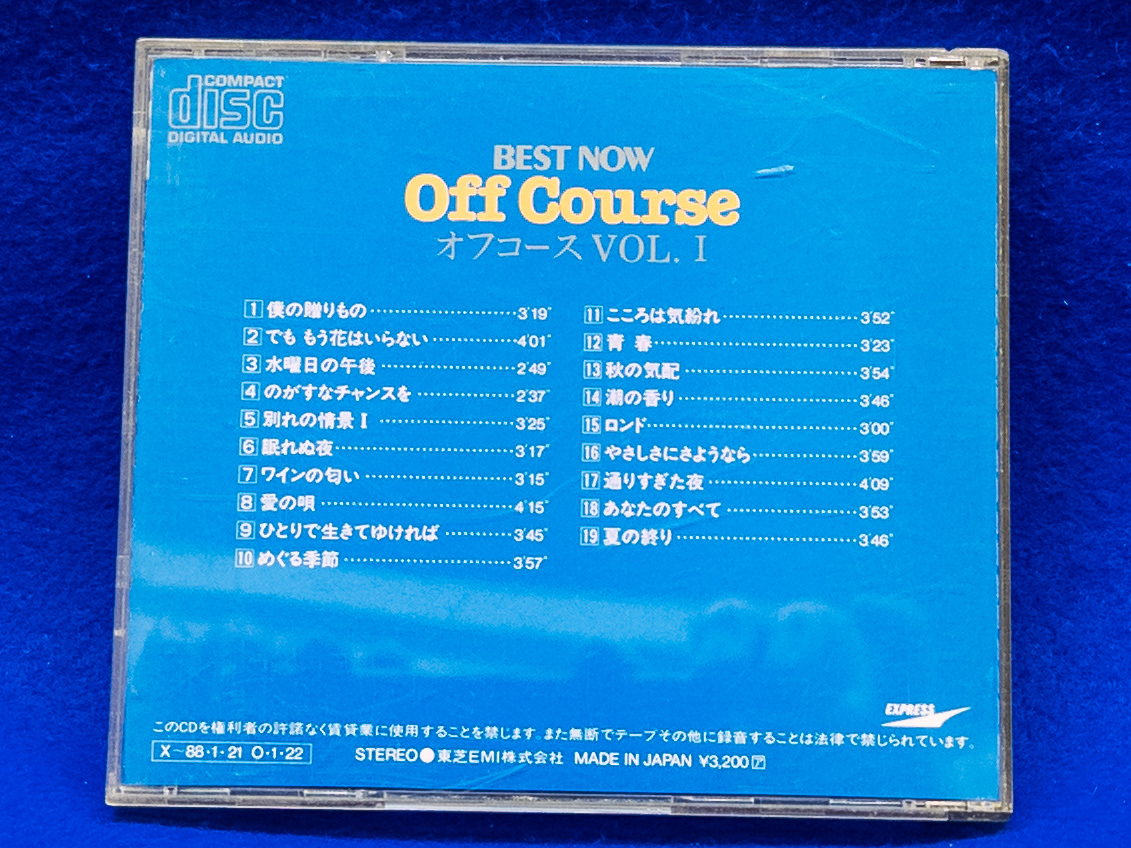 COMPACT
disc
DIGITAL AUDIO
BEST NOW
Off Course
オフコース VOL. I
1 僕の贈りもの 3'19"
2 でも もう花はいらない 4'01"
3 水曜日の午後 2'49"
4 のがすなチャンスを 2'37"
5 別れの情景 I 3'25"
6 眠れぬ夜 3'17"
7 ワインの匂い 3'15"
8 愛の唄 4'15"
9 ひとりで生きてゆければ 3'45"
10 めぐる季節 3'57"
11 こころは気紛れ 3'52"
12 青 春 3'23"
13 秋の気配 3'54"
14 潮の香り 3'46"
15 ロンド 3'00"
16 やさしさにさようなら 3'59"
17 通りすぎた夜 4'09"
18 あなたのすべて 3'53"
19 夏の終り 3'46"
EXPRESS
このCDを権利者の許諾なく賃貸業に使用することを禁じます。また無断でテープその他に録音することは法律で禁じられています。
X～88・1・21 O・1・22 STEREO●東芝EMI株式会社 MADE IN JAPAN ¥3,200 ア